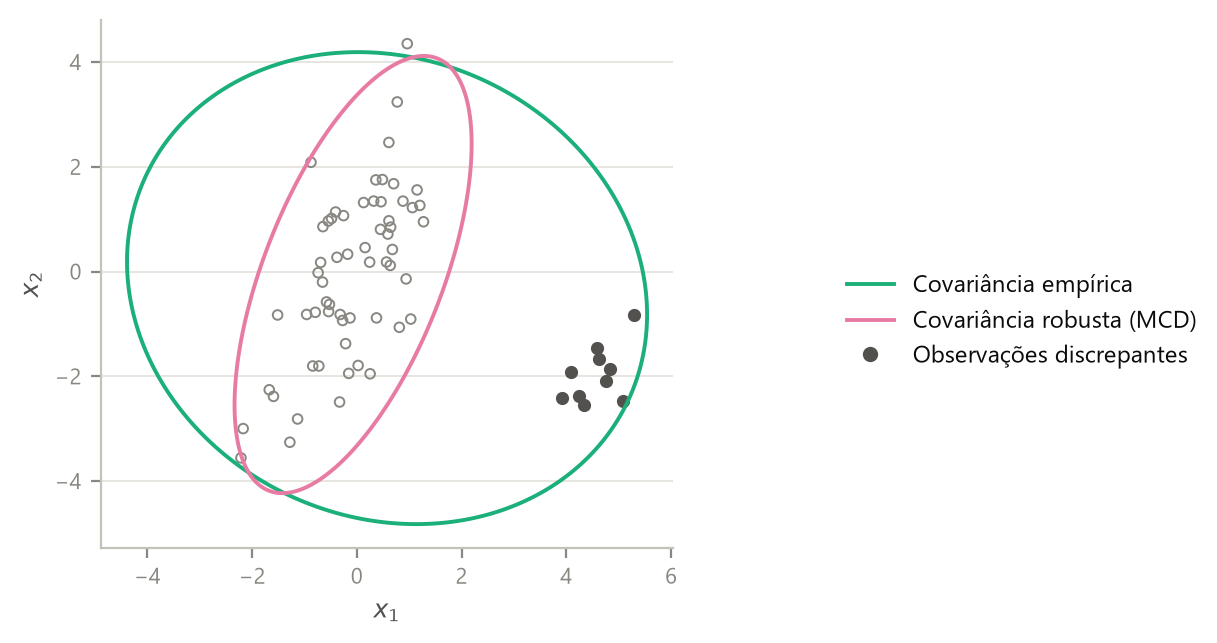 4
2
0
−2
−4
x₂
−4
−2
0
2
4
6
x₁
Covariância empírica
Covariância robusta (MCD)
Observações discrepantes